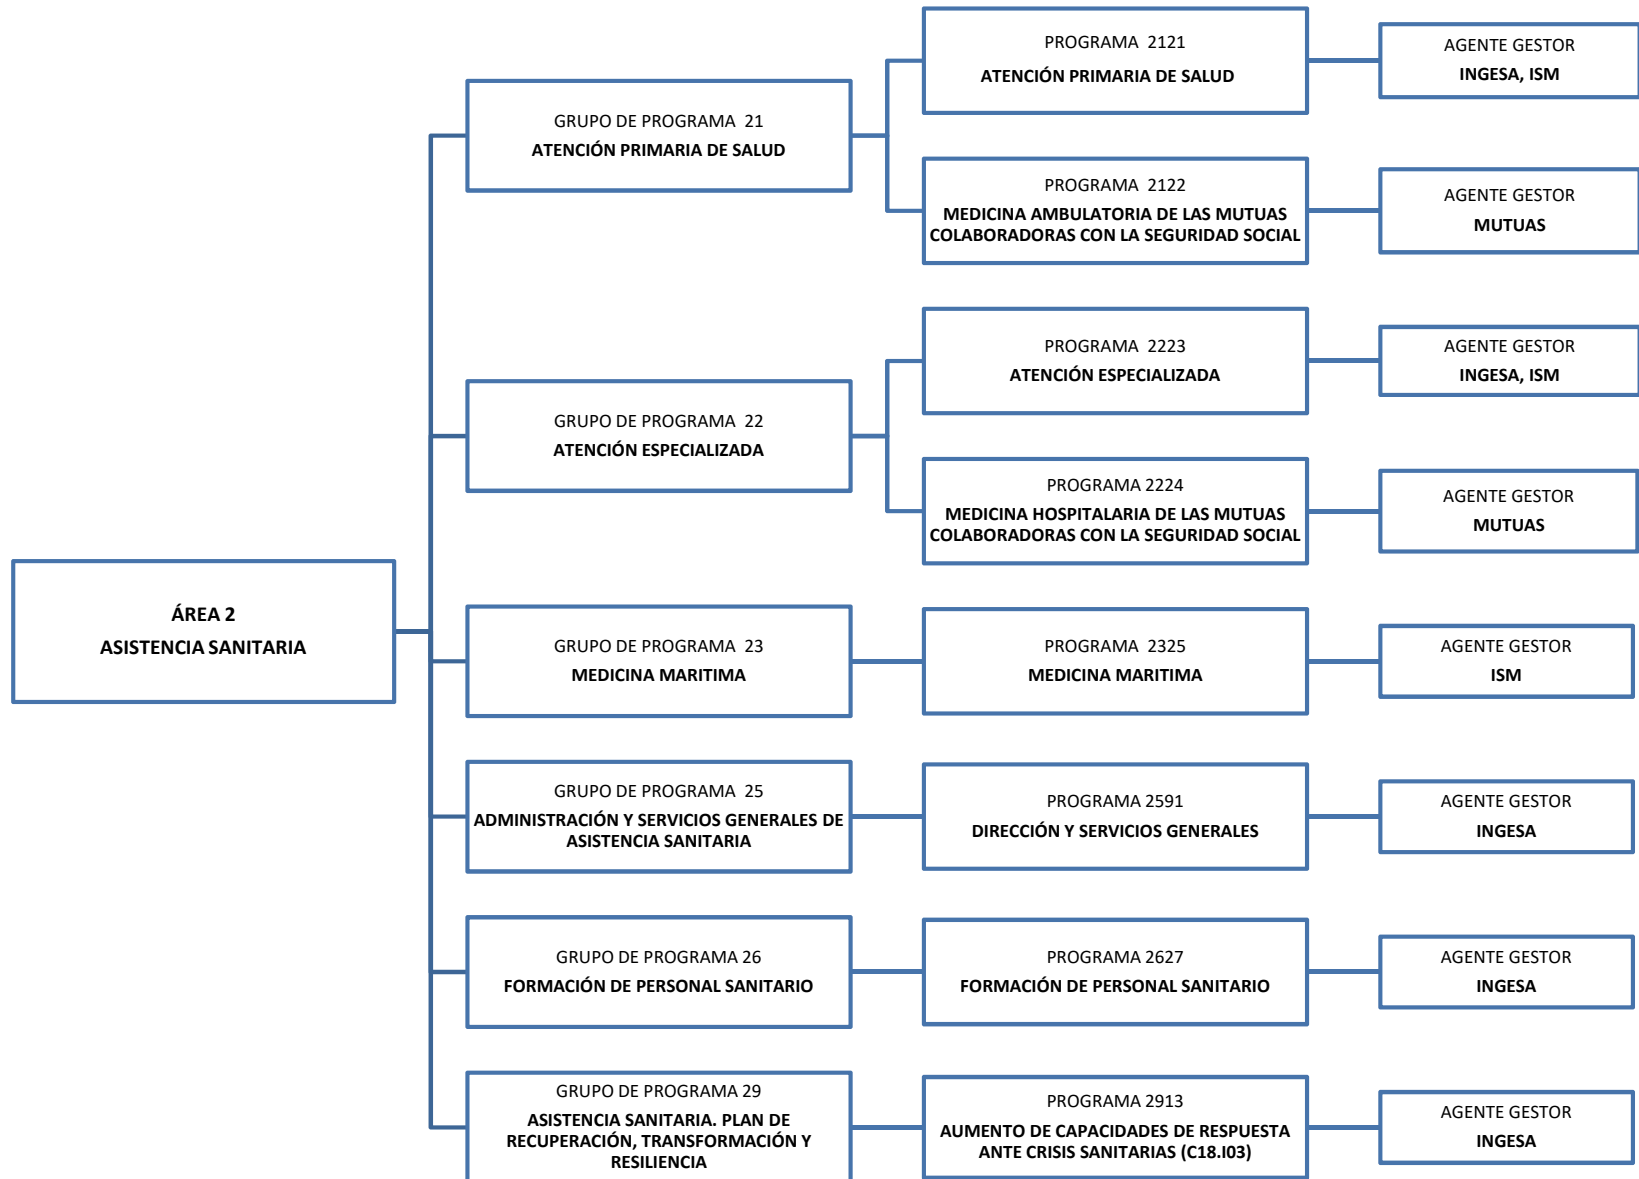 ÁREA 2
ASISTENCIA SANITARIA
GRUPO DE PROGRAMA 21
ATENCIÓN PRIMARIA DE SALUD
PROGRAMA 2121
ATENCIÓN PRIMARIA DE SALUD
AGENTE GESTOR
INGESA, ISM
PROGRAMA 2122
MEDICINA AMBULATORIA DE LAS MUTUAS
COLABORADORAS CON LA SEGURIDAD SOCIAL
AGENTE GESTOR
MUTUAS
GRUPO DE PROGRAMA 22
ATENCIÓN ESPECIALIZADA
PROGRAMA 2223
ATENCIÓN ESPECIALIZADA
AGENTE GESTOR
INGESA, ISM
PROGRAMA 2224
MEDICINA HOSPITALARIA DE LAS MUTUAS
COLABORADORAS CON LA SEGURIDAD SOCIAL
AGENTE GESTOR
MUTUAS
GRUPO DE PROGRAMA 23
MEDICINA MARITIMA
PROGRAMA 2325
MEDICINA MARITIMA
AGENTE GESTOR
ISM
GRUPO DE PROGRAMA 25
ADMINISTRACIÓN Y SERVICIOS GENERALES DE
ASISTENCIA SANITARIA
PROGRAMA 2591
DIRECCIÓN Y SERVICIOS GENERALES
AGENTE GESTOR
INGESA
GRUPO DE PROGRAMA 26
FORMACIÓN DE PERSONAL SANITARIO
PROGRAMA 2627
FORMACIÓN DE PERSONAL SANITARIO
AGENTE GESTOR
INGESA
GRUPO DE PROGRAMA 29
ASISTENCIA SANITARIA. PLAN DE
RECUPERACIÓN, TRANSFORMACIÓN Y
RESILIENCIA
PROGRAMA 2913
AUMENTO DE CAPACIDADES DE RESPUESTA
ANTE CRISIS SANITARIAS (C18.I03)
AGENTE GESTOR
INGESA